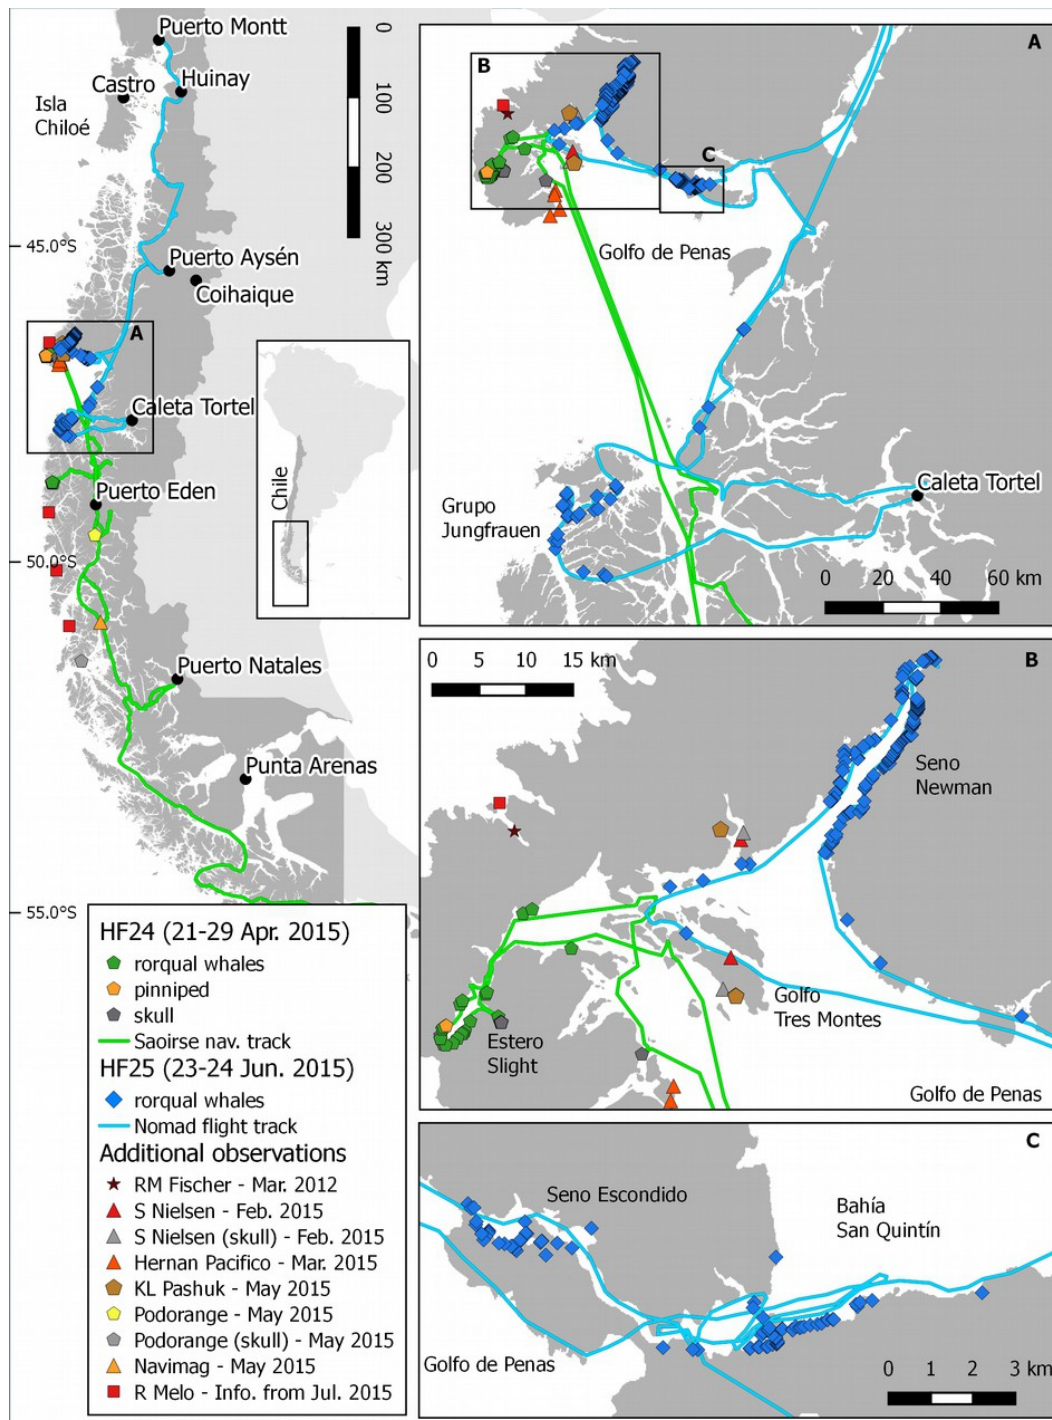 Puerto Montt
Castro
Huinay
Isla
Chiloé
0
100
200
300 km
45.0°S
Puerto Aysén
Coihaique
A
Caleta Tortel
Puerto Eden
50.0°S
Chile
Puerto Natales
Punta Arenas
55.0°S
HF24 (21-29 Apr. 2015)
rorqual whales
pinniped
skull
Saoirse nav. track
HF25 (23-24 Jun. 2015)
rorqual whales
Nomad flight track
Additional observations
RM Fischer - Mar. 2012
S Nielsen - Feb. 2015
S Nielsen (skull) - Feb. 2015
Hernan Pacifico - Mar. 2015
KL Pashuk - May 2015
Podorange - May 2015
Podorange (skull) - May 2015
Navimag - May 2015
R Melo - Info. from Jul. 2015
A
B
C
Golfo de Penas
Grupo
Jungfrauen
Caleta Tortel
0 20 40 60 km
0 5 10 15 km
B
Seno
Newman
Golfo
Tres Montes
Estero
Slight
Golfo de Penas
C
Seno Escondido
Bahía
San Quintín
Golfo de Penas
0 1 2 3 km